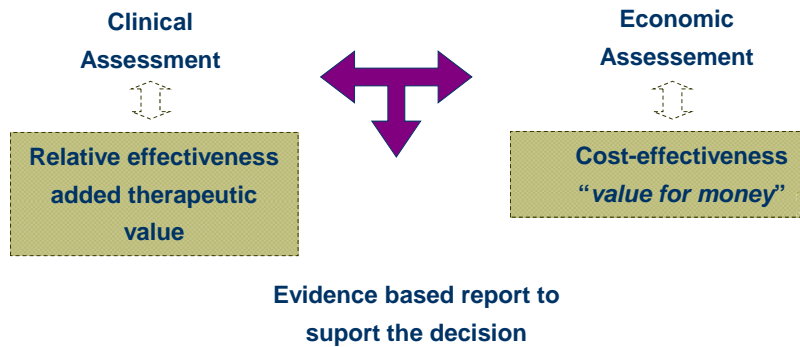 Clinical
Assessment
Economic
Assessement
Relative effectiveness
added therapeutic
value
Cost-effectiveness
“value for money”
Evidence based report to
suport the decision